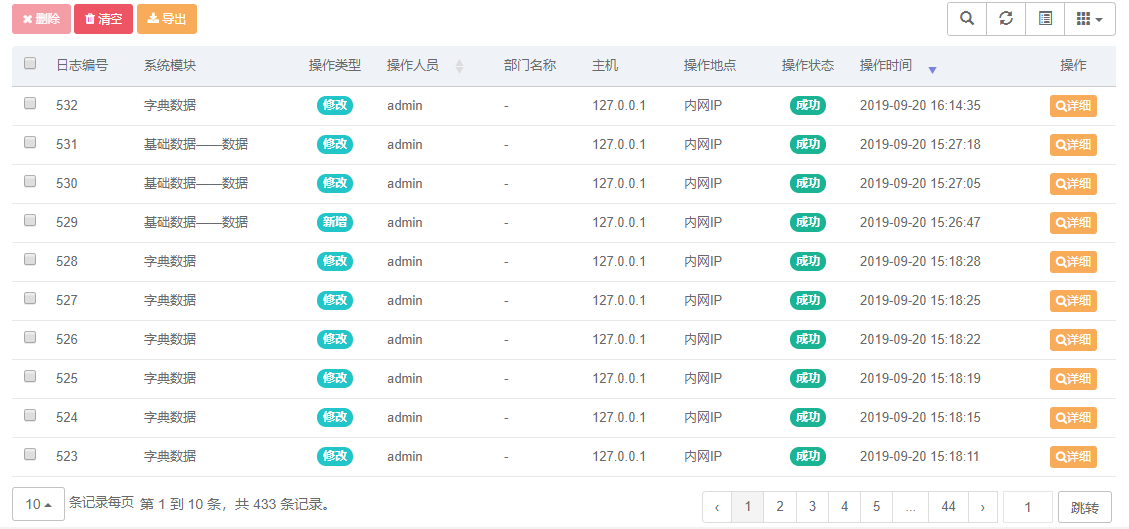 删除 清空 导出
日志编号 系统模块 操作类型 操作人员 部门名称 主机 操作地点 操作状态 操作时间 操作
532 字典数据 修改 admin - 127.0.0.1 内网IP 成功 2019-09-20 16:14:35 详细
531 基础数据——数据 修改 admin - 127.0.0.1 内网IP 成功 2019-09-20 15:27:18 详细
530 基础数据——数据 修改 admin - 127.0.0.1 内网IP 成功 2019-09-20 15:27:05 详细
529 基础数据——数据 新增 admin - 127.0.0.1 内网IP 成功 2019-09-20 15:26:47 详细
528 字典数据 修改 admin - 127.0.0.1 内网IP 成功 2019-09-20 15:18:28 详细
527 字典数据 修改 admin - 127.0.0.1 内网IP 成功 2019-09-20 15:18:25 详细
526 字典数据 修改 admin - 127.0.0.1 内网IP 成功 2019-09-20 15:18:22 详细
525 字典数据 修改 admin - 127.0.0.1 内网IP 成功 2019-09-20 15:18:19 详细
524 字典数据 修改 admin - 127.0.0.1 内网IP 成功 2019-09-20 15:18:15 详细
523 字典数据 修改 admin - 127.0.0.1 内网IP 成功 2019-09-20 15:18:11 详细
10 条记录每页 第 1 到 10 条，共 433 条记录。 ‹ 1 2 3 4 5 ... 44 › 1 跳转